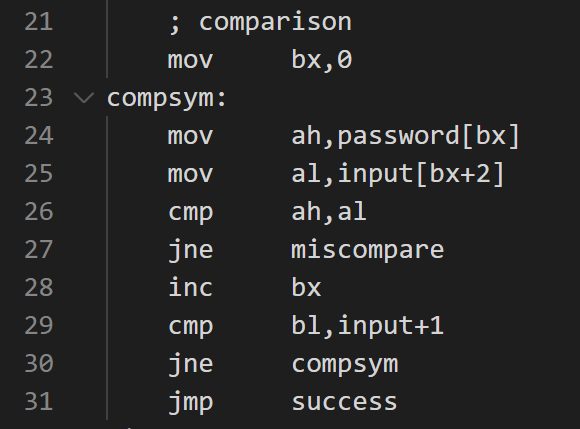 21 ; comparison
22 mov bx,0
23 compsym:
24 mov ah,password[bx]
25 mov al,input[bx+2]
26 cmp ah,al
27 jne miscompare
28 inc bx
29 cmp bl,input+1
30 jne compsym
31 jmp success